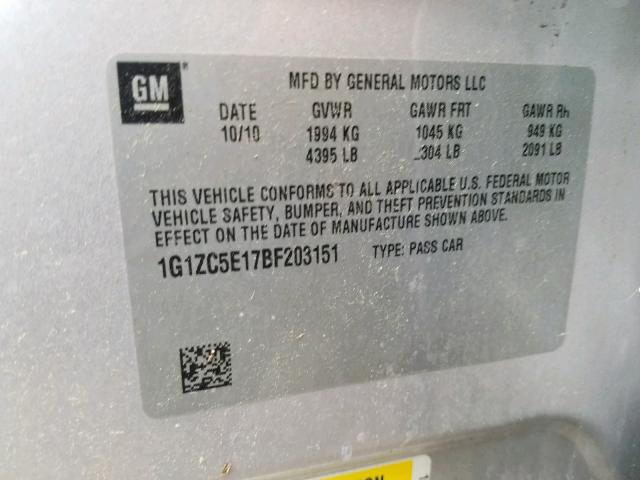 GM ®
MFD BY GENERAL MOTORS LLC
DATE GVWR GAWR FRT GAWR RR
10/10 1994 KG 1045 KG 949 KG
4395 LB 304 LB 2091 LB
THIS VEHICLE CONFORMS TO ALL APPLICABLE U.S. FEDERAL MOTOR
VEHICLE SAFETY, BUMPER, AND THEFT PREVENTION STANDARDS IN
EFFECT ON THE DATE OF MANUFACTURE SHOWN ABOVE.
1G1ZC5E17BF203151 TYPE: PASS CAR